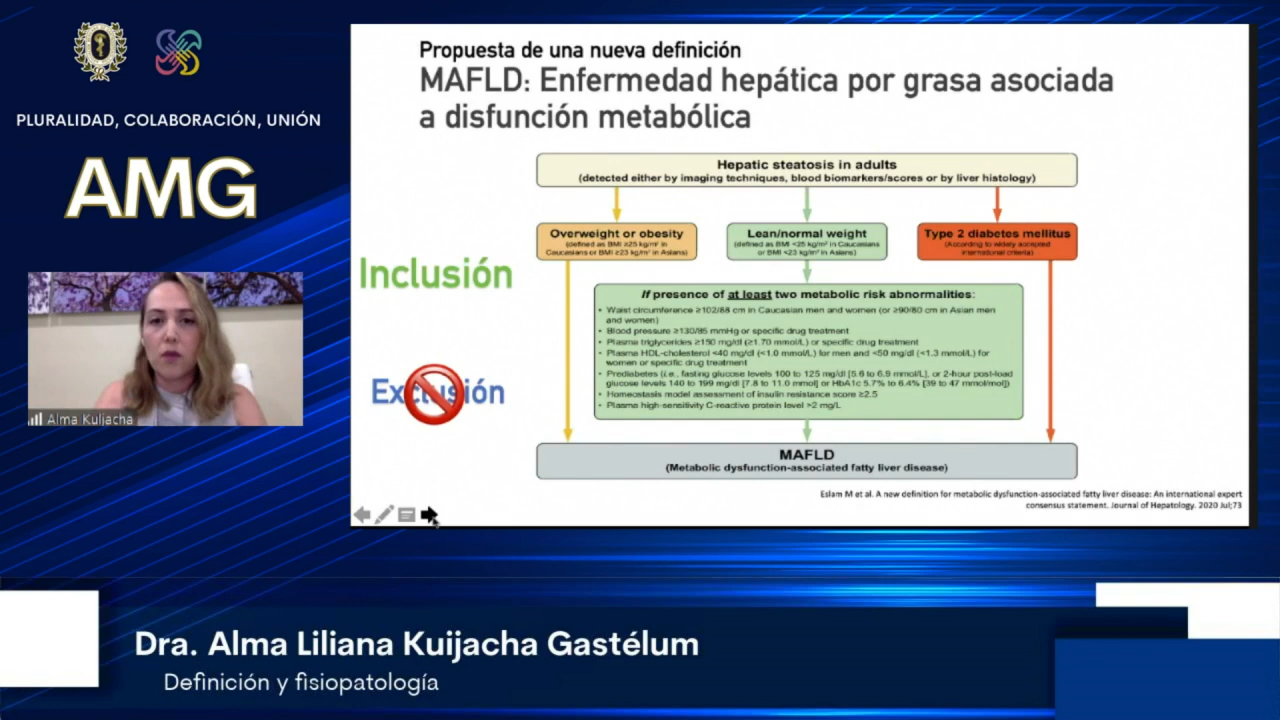 PLURALIDAD, COLABORACIÓN, UNIÓN
AMG
Alma Kuijacha
Propuesta de una nueva definición
MAFLD: Enfermedad hepática por grasa asociada
a disfunción metabólica
Hepatic steatosis in adults
(detected either by imaging techniques, blood biomarkers/scores or by liver histology)
Overweight or obesity
(defined as BMI ≥25 kg/m² in
Caucasians or BMI ≥23 kg/m² in Asians)
Lean/normal weight
(defined as BMI <25 kg/m² in Caucasians
or BMI <23 kg/m² in Asians)
Type 2 diabetes mellitus
(According to widely accepted
international criteria)
Inclusión
Exclusión
If presence of at least two metabolic risk abnormalities:
• Waist circumference ≥102/88 cm in Caucasian men and women (or ≥90/80 cm in Asian men
and women)
• Blood pressure ≥130/85 mmHg or specific drug treatment
• Plasma triglycerides ≥150 mg/dl (≥1.70 mmol/L) or specific drug treatment
• Plasma HDL-cholesterol <40 mg/dl (<1.0 mmol/L) for men and <50 mg/dl (<1.3 mmol/L) for
women or specific drug treatment
• Prediabetes (i.e., fasting glucose levels 100 to 125 mg/dl [5.6 to 6.9 mmol/L], or 2-hour post-load
glucose levels 140 to 199 mg/dl [7.8 to 11.0 mmol] or HbA1c 5.7% to 6.4% [39 to 47 mmol/mol])
• Homeostasis model assessment of insulin resistance score ≥2.5
• Plasma high-sensitivity C-reactive protein level >2 mg/L
MAFLD
(Metabolic dysfunction-associated fatty liver disease)
Eslam M et al. A new definition for metabolic dysfunction-associated fatty liver disease: An international expert
consensus statement. Journal of Hepatology. 2020 Jul;73
Dra. Alma Liliana Kuijacha Gastélum
Definición y fisiopatología